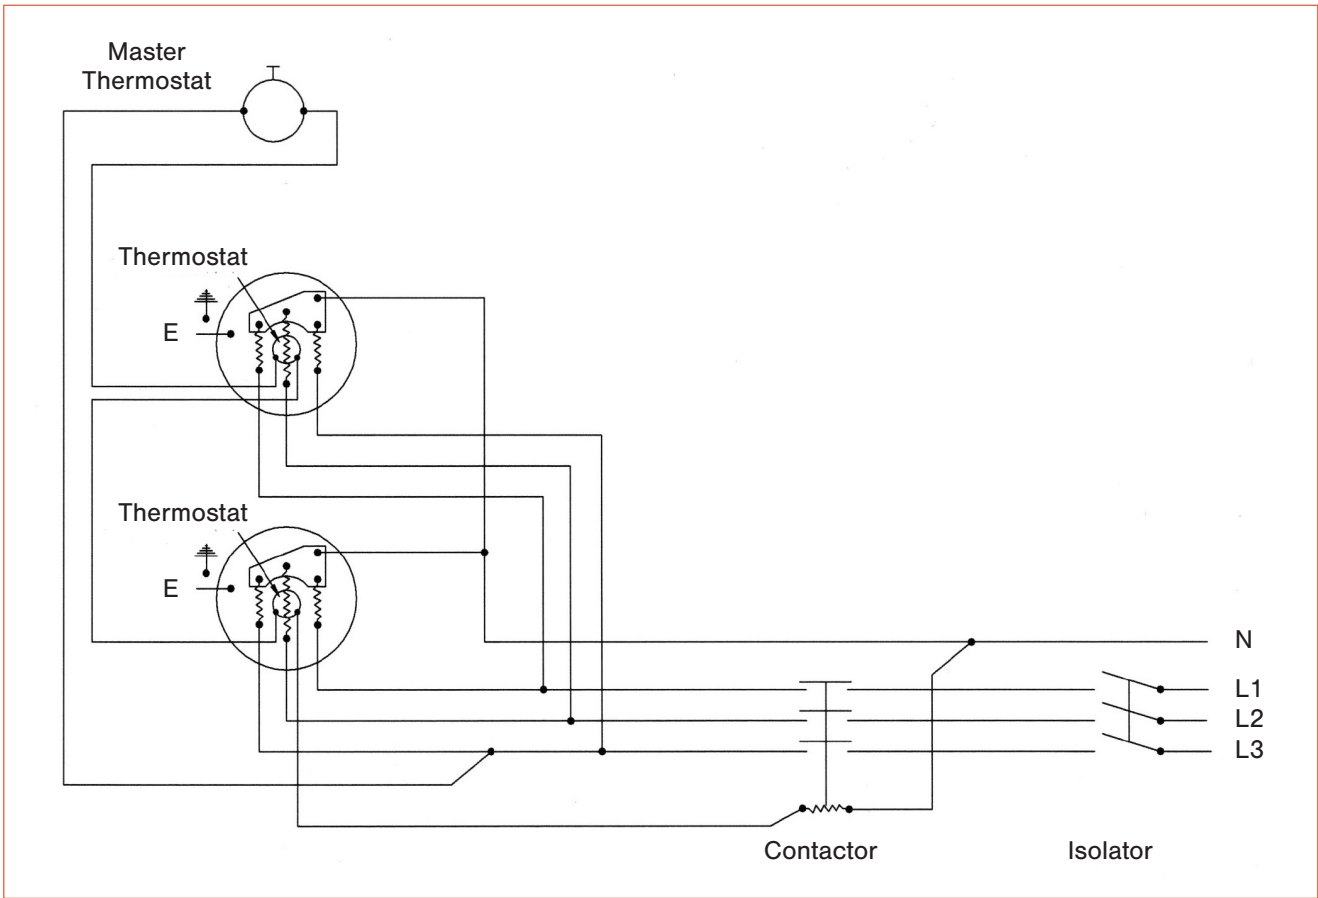 Master
Thermostat
Thermostat
E
Thermostat
E
N
L1
L2
L3
Contactor
Isolator